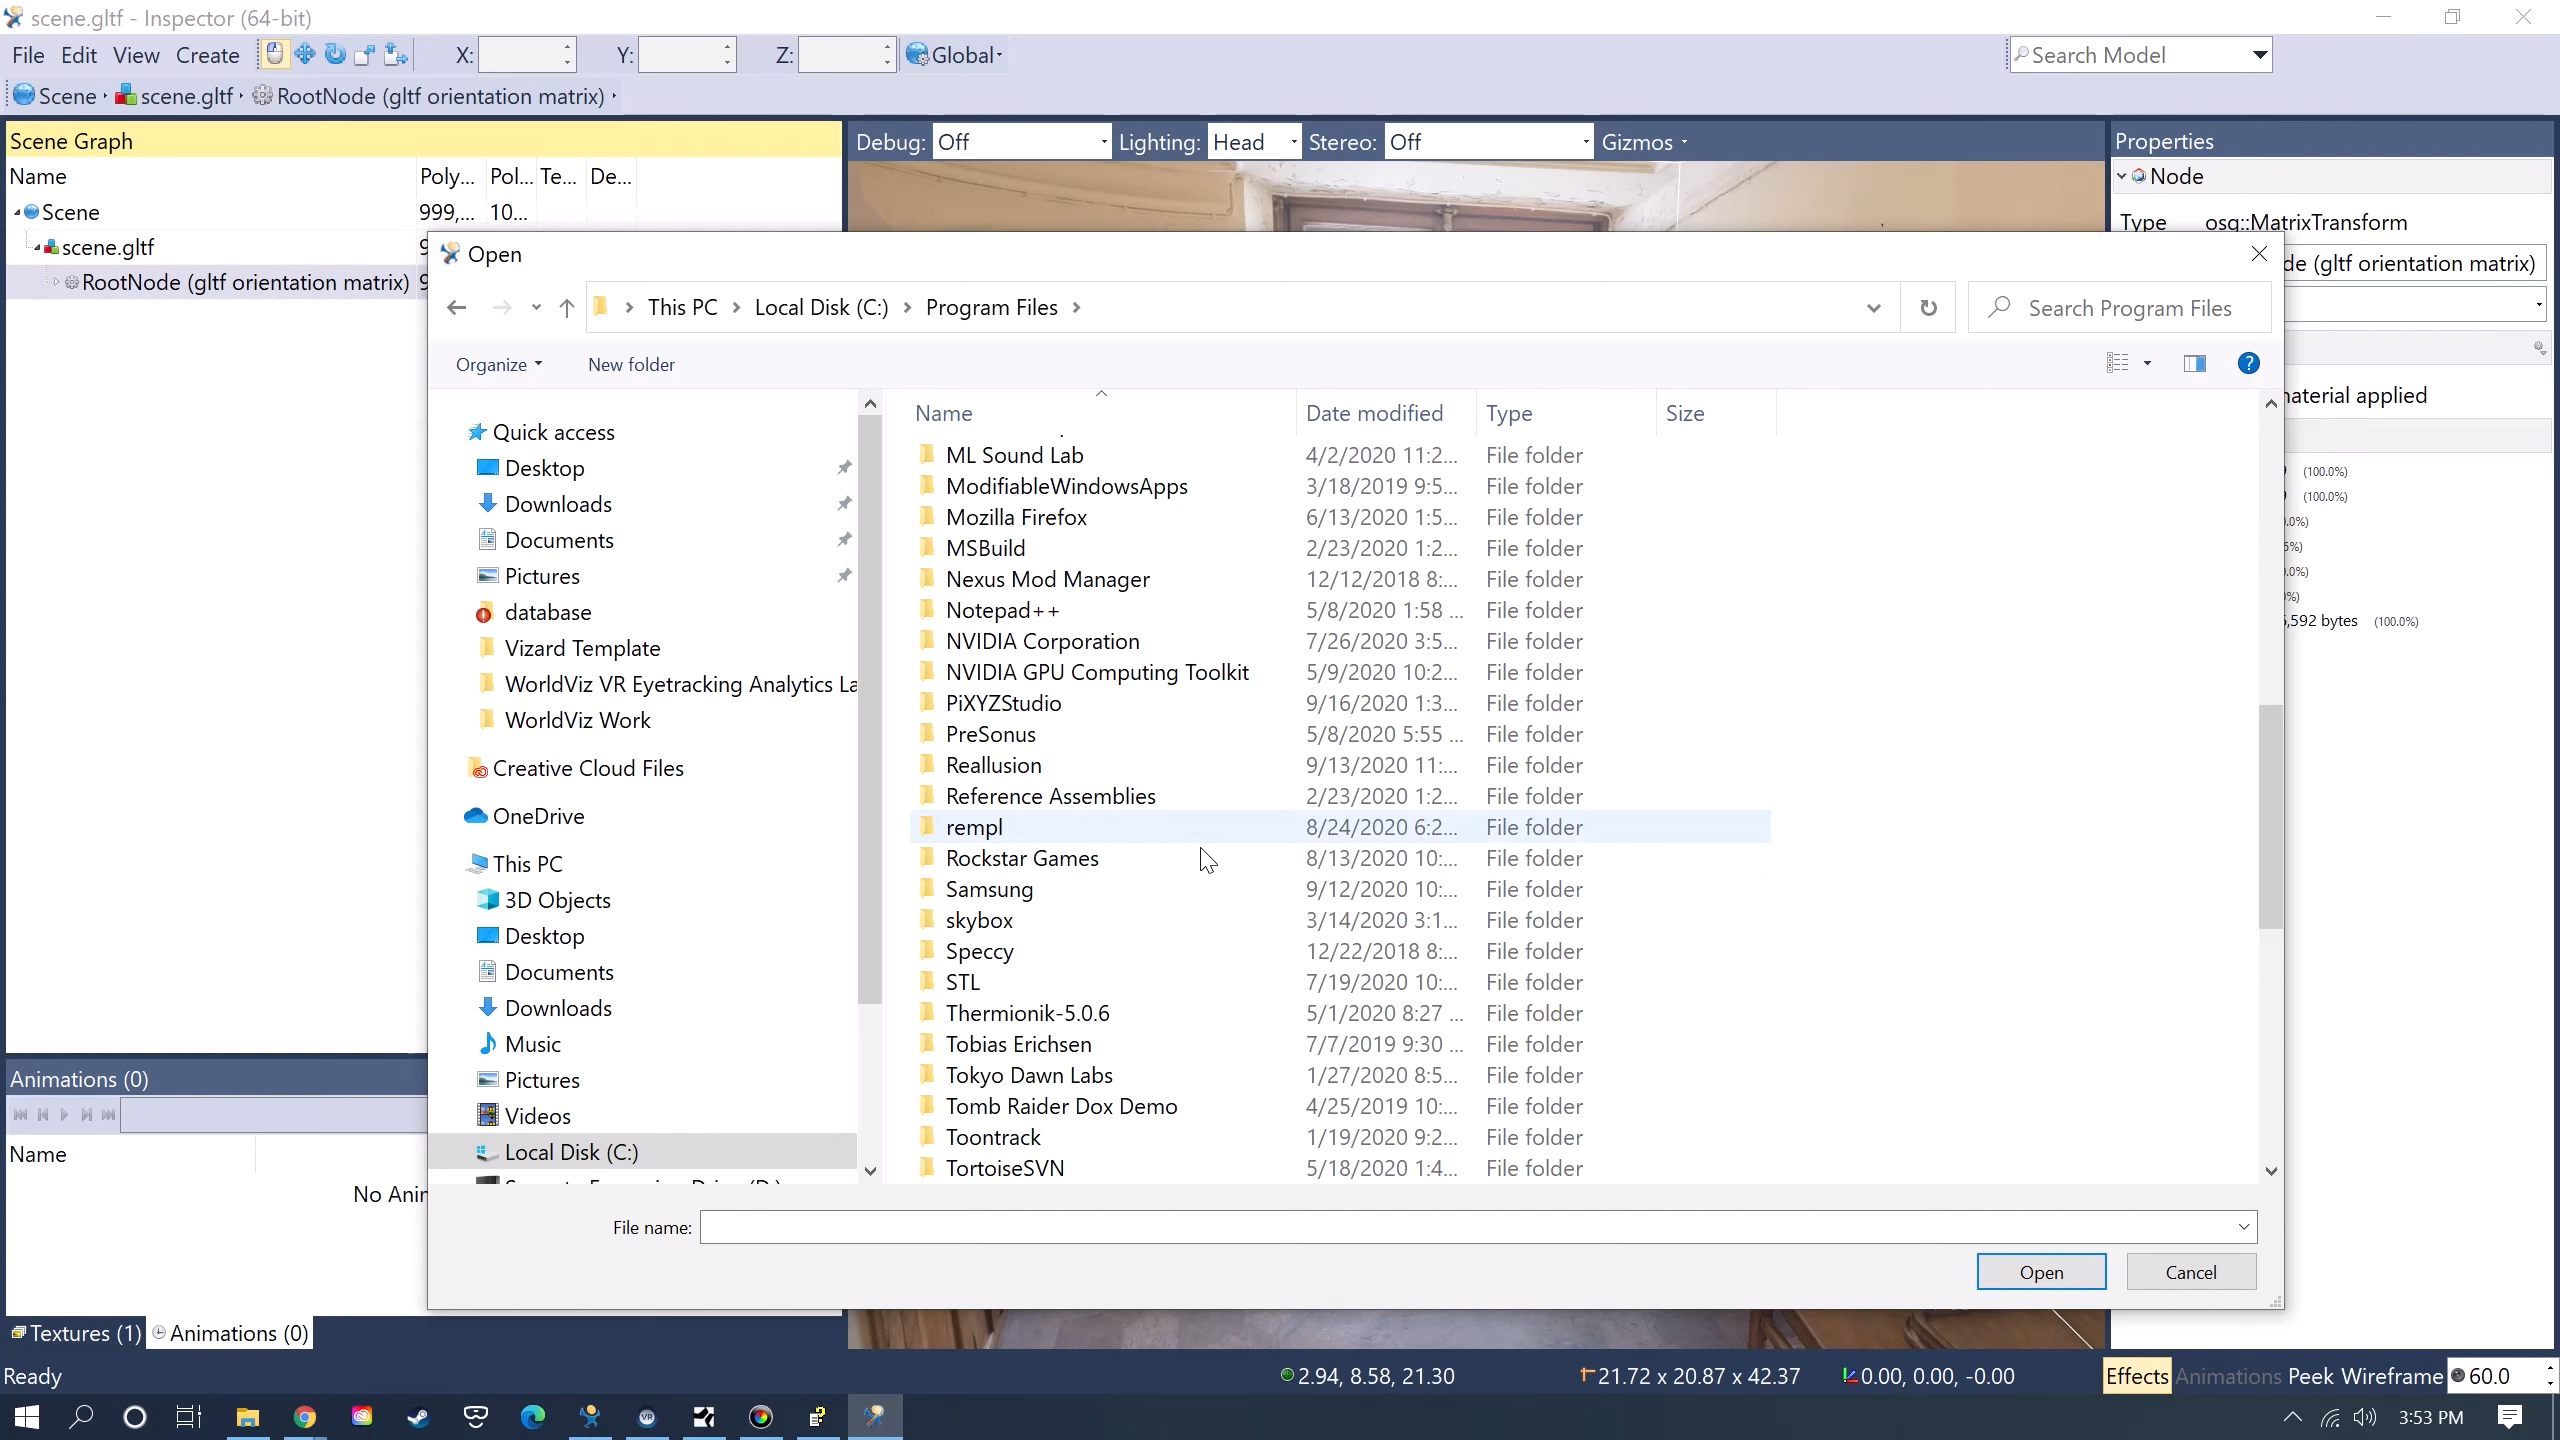 scene.gltf - Inspector (64-bit)
File Edit View Create X: Y: Z: Global Search Model
Scene scene.gltf RootNode (gltf orientation matrix)
Scene Graph
Debug: Off Lighting: Head Stereo: Off Gizmos
Properties
Name Poly... Pol... Te... De...
Node
Scene 999,... 10...
Type osg::MatrixTransform
scene.gltf 9
de (gltf orientation matrix)
RootNode (gltf orientation matrix) 9
Open
This PC Local Disk (C:) Program Files
Search Program Files
Organize New folder
Name Date modified Type Size
material applied
Quick access
Desktop
Downloads
Documents
Pictures
database
Vizard Template
WorldViz VR Eyetracking Analytics La
WorldViz Work
Creative Cloud Files
OneDrive
This PC
3D Objects
Desktop
Documents
Downloads
Music
Pictures
Videos
Local Disk (C:)
ML Sound Lab 4/2/2020 11:2... File folder
ModifiableWindowsApps 3/18/2019 9:5... File folder
Mozilla Firefox 6/13/2020 1:5... File folder
MSBuild 2/23/2020 1:2... File folder
Nexus Mod Manager 12/12/2018 8:... File folder
Notepad++ 5/8/2020 1:58 ... File folder
NVIDIA Corporation 7/26/2020 3:5... File folder
NVIDIA GPU Computing Toolkit 5/9/2020 10:2... File folder
PiXYZStudio 9/16/2020 1:3... File folder
PreSonus 5/8/2020 5:55 ... File folder
Reallusion 9/13/2020 11:... File folder
Reference Assemblies 2/23/2020 1:2... File folder
rempl 8/24/2020 6:2... File folder
Rockstar Games 8/13/2020 10:... File folder
Samsung 9/12/2020 10:... File folder
skybox 3/14/2020 3:1... File folder
Speccy 12/22/2018 8:... File folder
STL 7/19/2020 10:... File folder
Thermionik-5.0.6 5/1/2020 8:27 ... File folder
Tobias Erichsen 7/7/2019 9:30 ... File folder
Tokyo Dawn Labs 1/27/2020 8:5... File folder
Tomb Raider Dox Demo 4/25/2019 10:... File folder
Toontrack 1/19/2020 9:2... File folder
TortoiseSVN 5/18/2020 1:4... File folder
(100.0%)
(100.0%)
.0%)
5%)
.0%)
%)
,592 bytes (100.0%)
Animations (0)
Name
No Anir
File name:
Open Cancel
Textures (1) Animations (0)
Ready
2.94, 8.58, 21.30
21.72 x 20.87 x 42.37
0.00, 0.00, -0.00
Effects Animations Peek Wireframe 60.0
3:53 PM